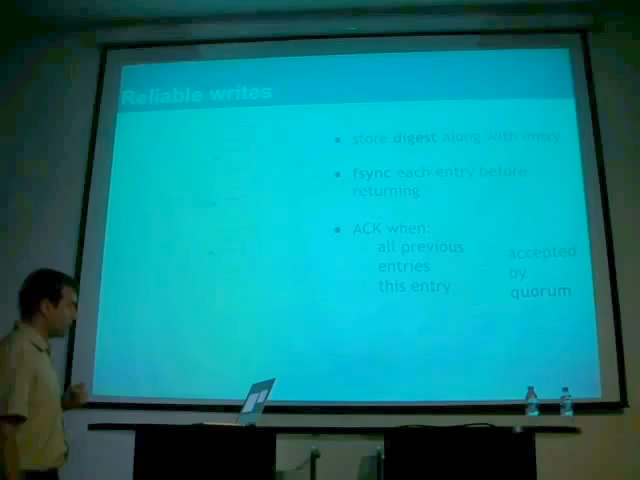 Reliable writes
store digest along with entry
fsync each entry before
returning
ACK when:
all previous
entries
this entry
accepted
by
quorum